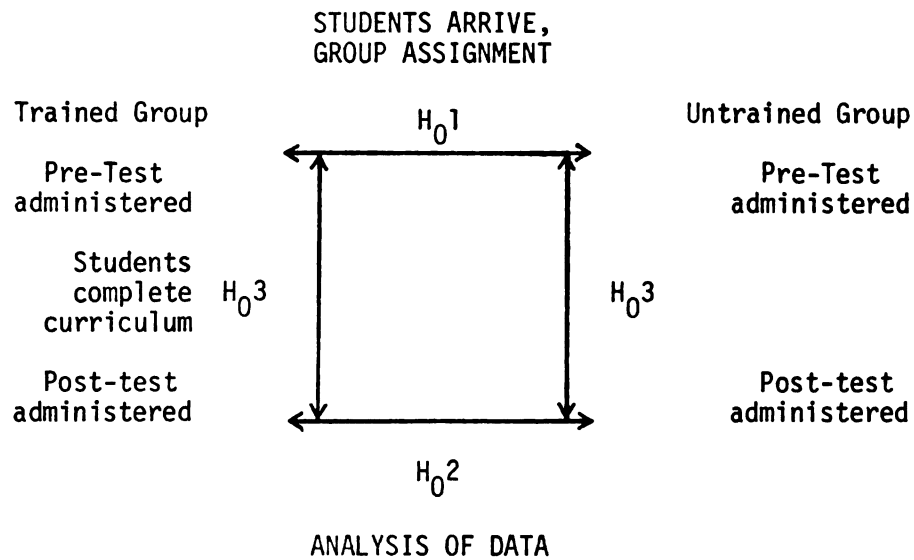 STUDENTS ARRIVE,
GROUP ASSIGNMENT
Trained Group
H₀1
Untrained Group
Pre-Test
administered
Pre-Test
administered
Students
complete
curriculum
H₀3
H₀3
Post-test
administered
Post-test
administered
H₀2
ANALYSIS OF DATA